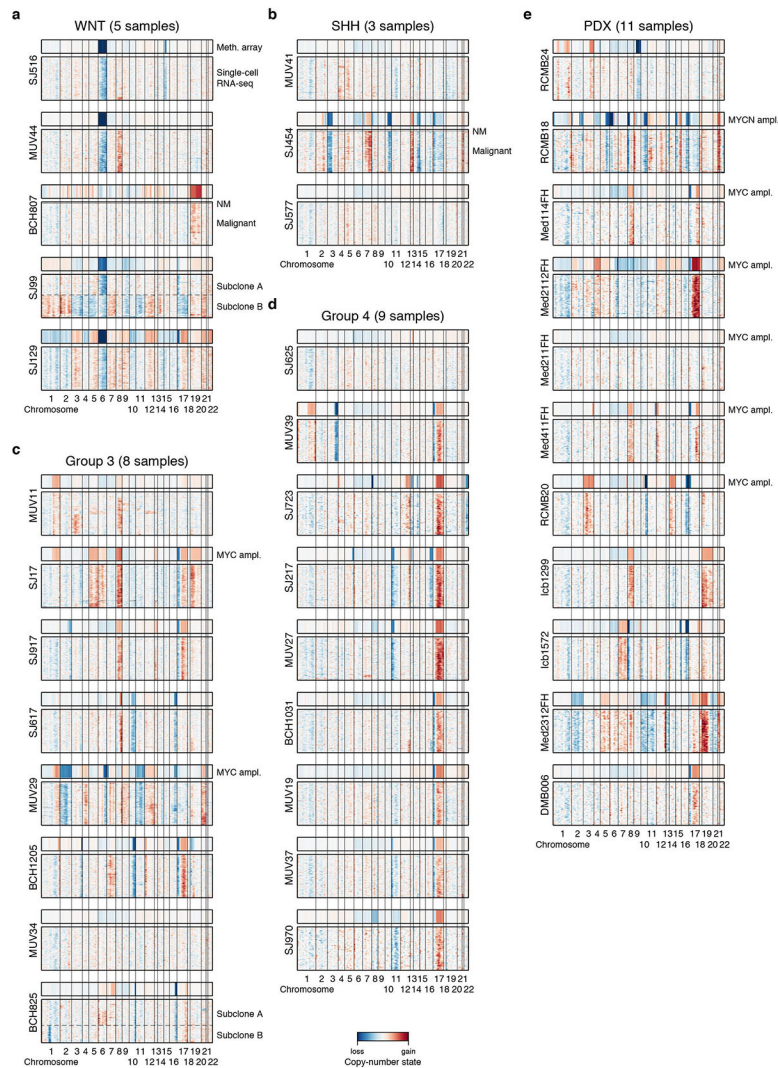 a
WNT (5 samples)
SJ516
Meth. array
Single-cell
RNA-seq
MUV44
BCH807
NM
Malignant
SJ99
Subclone A
Subclone B
SJ129
1 2 3 4 5 6 7 8 9 10 11 12 13 14 15 16 17 18 19 20 21 22
Chromosome
b
SHH (3 samples)
MUV41
SJ454
NM
Malignant
SJ577
1 2 3 4 5 6 7 8 9 10 11 12 13 14 15 16 17 18 19 20 21 22
Chromosome
c
Group 3 (8 samples)
MUV11
SJ17
MYC ampl.
SJ917
SJ617
MUV29
MYC ampl.
BCH1205
MUV34
BCH825
Subclone A
Subclone B
1 2 3 4 5 6 7 8 9 10 11 12 13 14 15 16 17 18 19 20 21 22
Chromosome
d
Group 4 (9 samples)
SJ625
MUV39
SJ723
SJ217
MUV27
BCH1031
MUV19
MUV37
SJ970
1 2 3 4 5 6 7 8 9 10 11 12 13 14 15 16 17 18 19 20 21 22
Chromosome
e
PDX (11 samples)
RCMB24
RCMB18
MYCN ampl.
Med114FH
MYC ampl.
Med2112FH
MYC ampl.
Med211FH
MYC ampl.
Med411FH
MYC ampl.
RCMB20
MYC ampl.
Icb1299
Icb1572
Med2312FH
DMB006
1 2 3 4 5 6 7 8 9 10 11 12 13 14 15 16 17 18 19 20 21 22
Chromosome
loss gain
Copy-number state